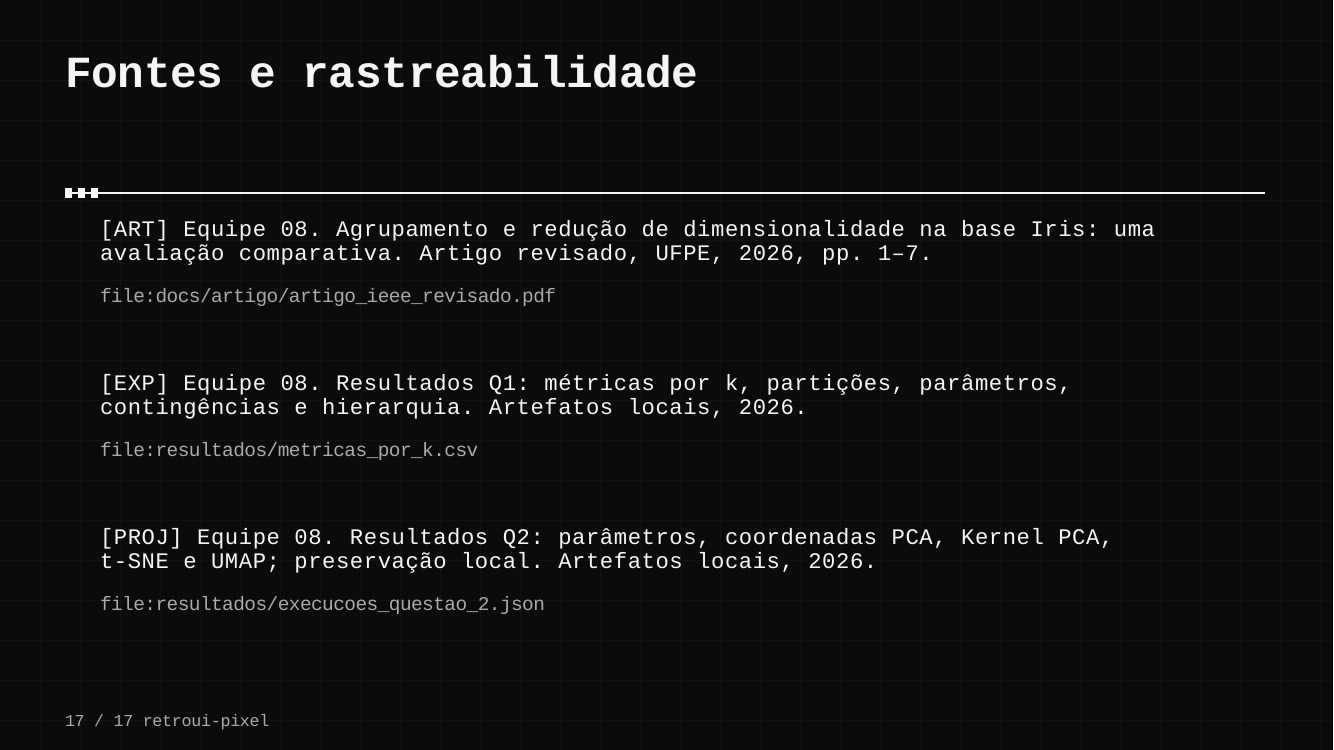 Fontes e rastreabilidade
[ART] Equipe 08. Agrupamento e redução de dimensionalidade na base Iris: uma
avaliação comparativa. Artigo revisado, UFPE, 2026, pp. 1–7.
file:docs/artigo/artigo_ieee_revisado.pdf
[EXP] Equipe 08. Resultados Q1: métricas por k, partições, parâmetros,
contingências e hierarquia. Artefatos locais, 2026.
file:resultados/metricas_por_k.csv
[PROJ] Equipe 08. Resultados Q2: parâmetros, coordenadas PCA, Kernel PCA,
t-SNE e UMAP; preservação local. Artefatos locais, 2026.
file:resultados/execucoes_questao_2.json
17 / 17 retroui-pixel